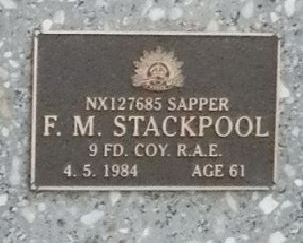 NX127685 SAPPER
F. M. STACKPOOL
9 FD. COY. R.A.E.
4. 5. 1984 AGE 61